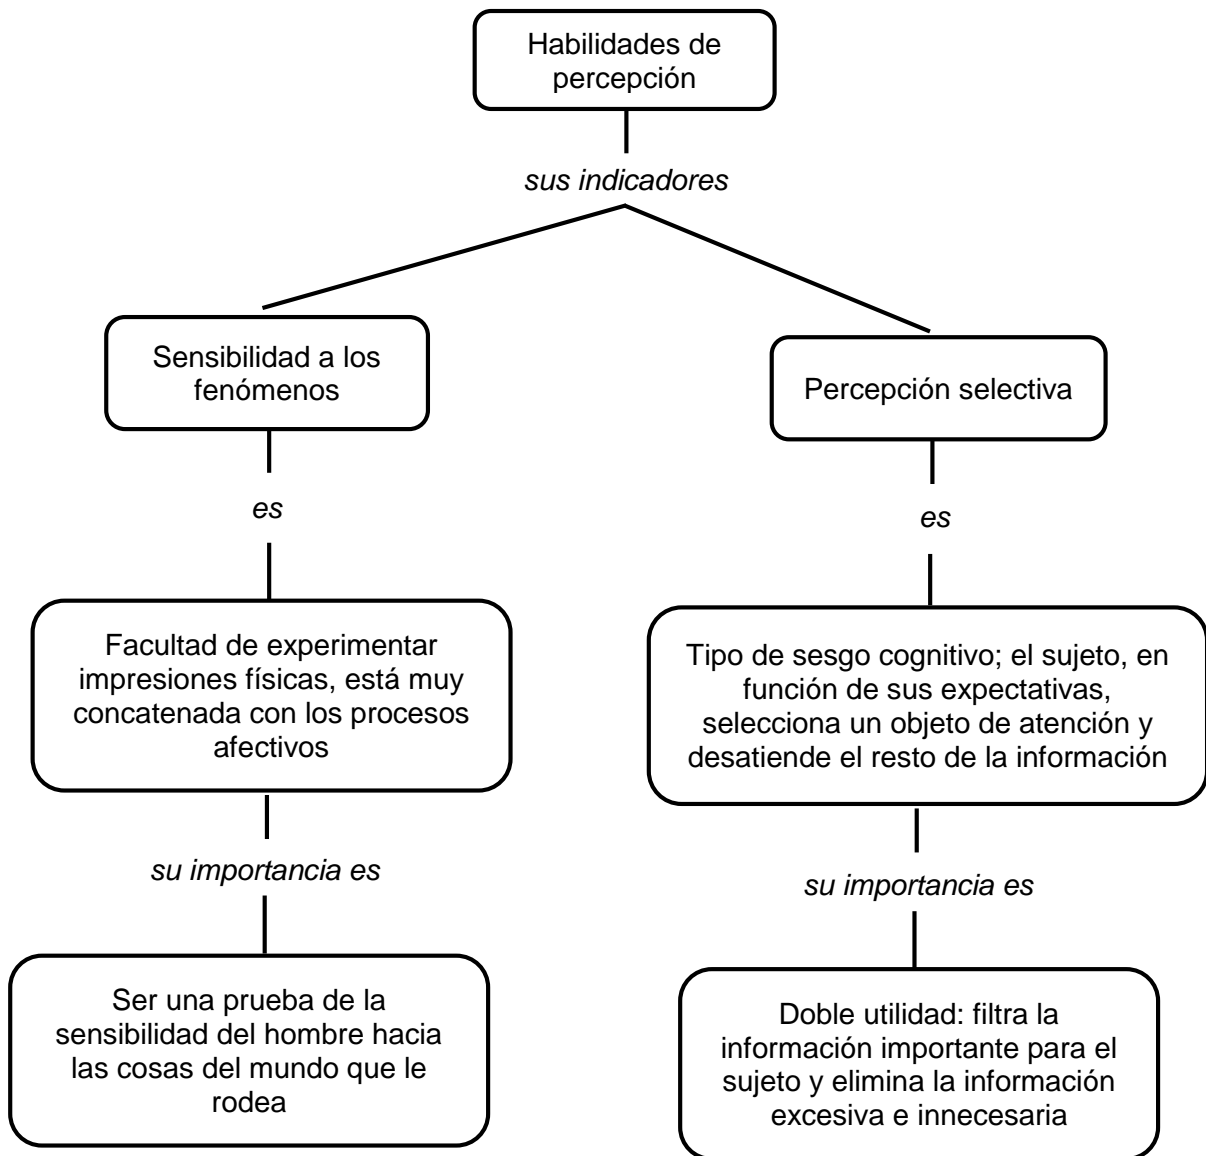 Habilidades de
percepción
sus indicadores
Sensibilidad a los
fenómenos
Percepción selectiva
es
es
Facultad de experimentar
impresiones físicas, está muy
concatenada con los procesos
afectivos
Tipo de sesgo cognitivo; el sujeto, en
función de sus expectativas,
selecciona un objeto de atención y
desatiende el resto de la información
su importancia es
su importancia es
Ser una prueba de la
sensibilidad del hombre hacia
las cosas del mundo que le
rodea
Doble utilidad: filtra la
información importante para el
sujeto y elimina la información
excesiva e innecesaria